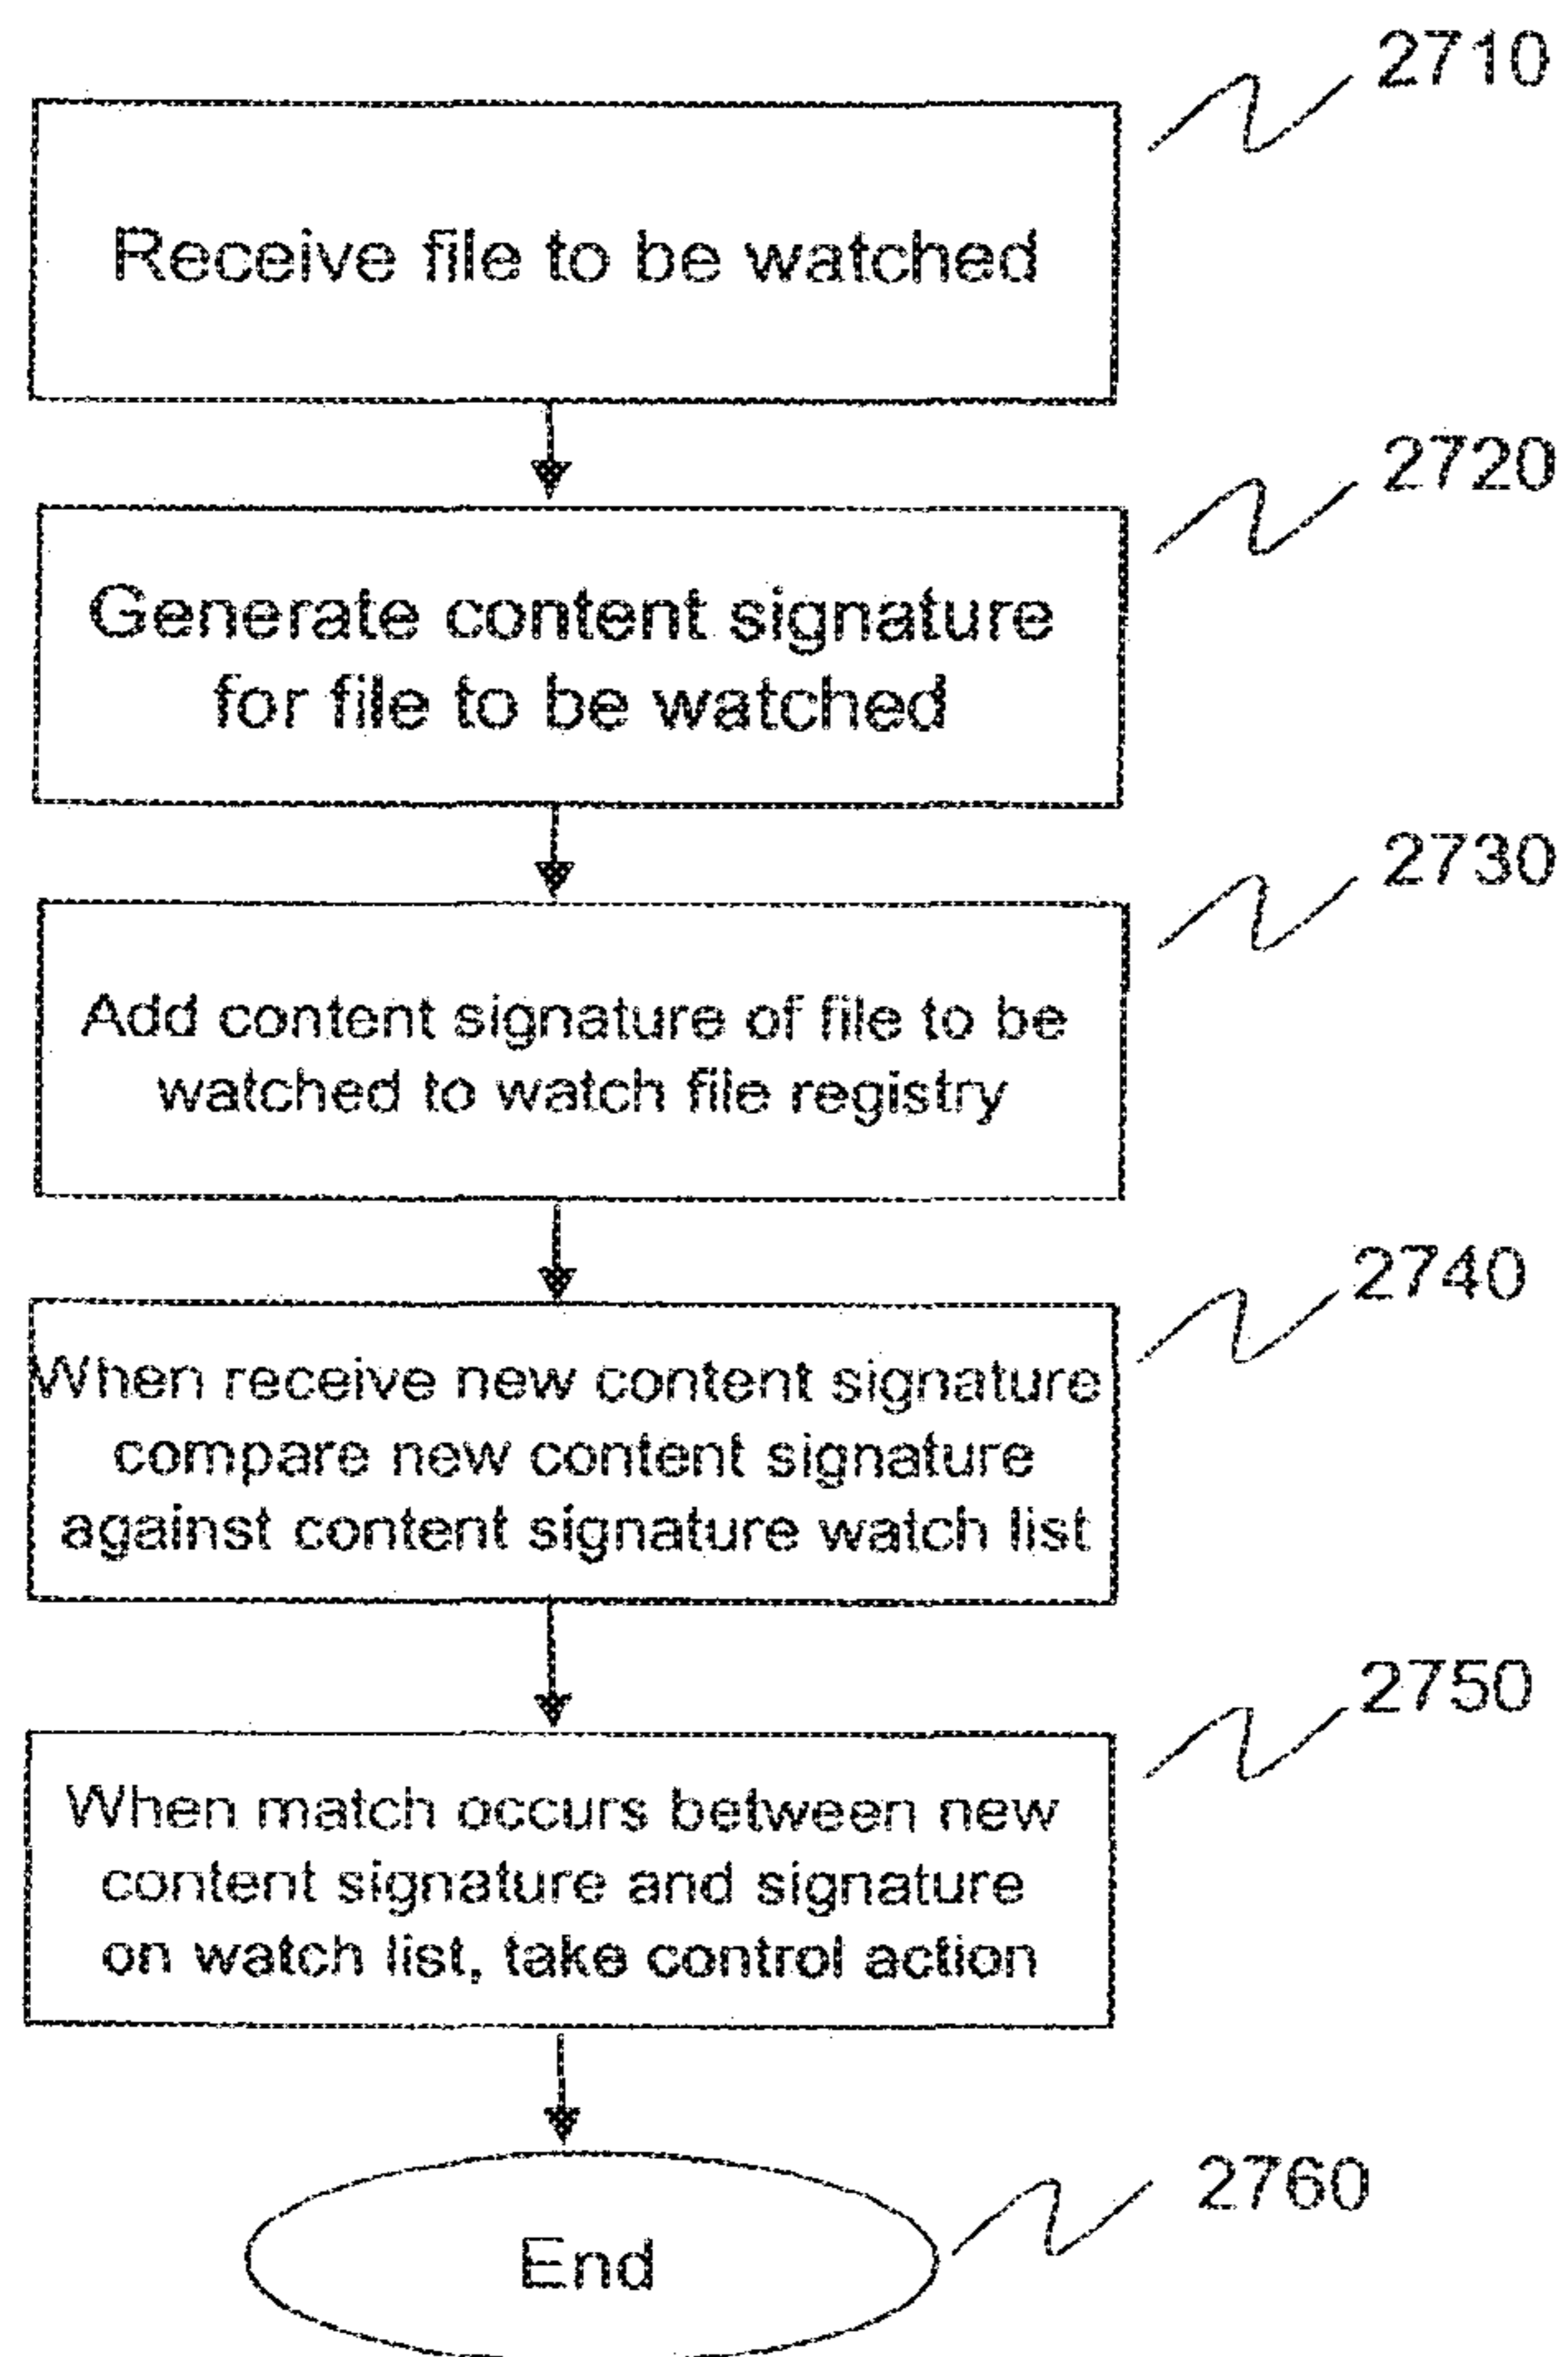 2710
Receive file to be watched
2720
Generate content signature
for file to be watched
2730
Add content signature of file to be
watched to watch file registry
2740
When receive new content signature
compare new content signature
against content signature watch list
2750
When match occurs between new
content signature and signature
on watch list, take control action
2760
End